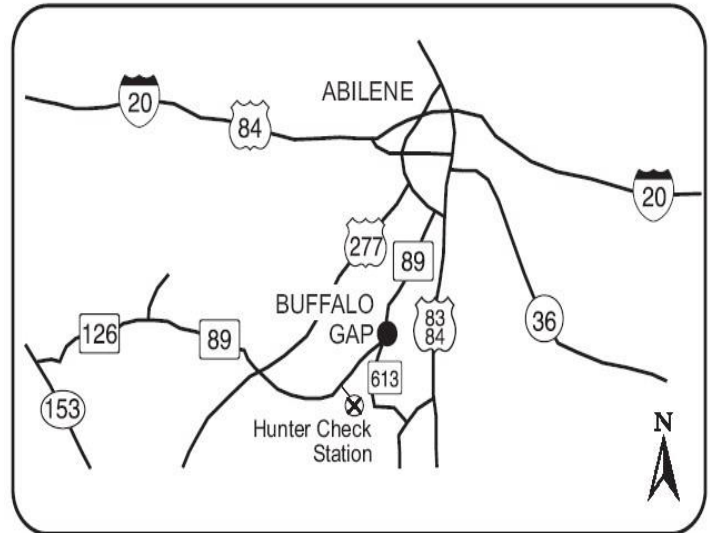 ABILENE
20
84
20
277
89
BUFFALO
GAP
83
84
36
126
89
613
153
Hunter Check
Station
N